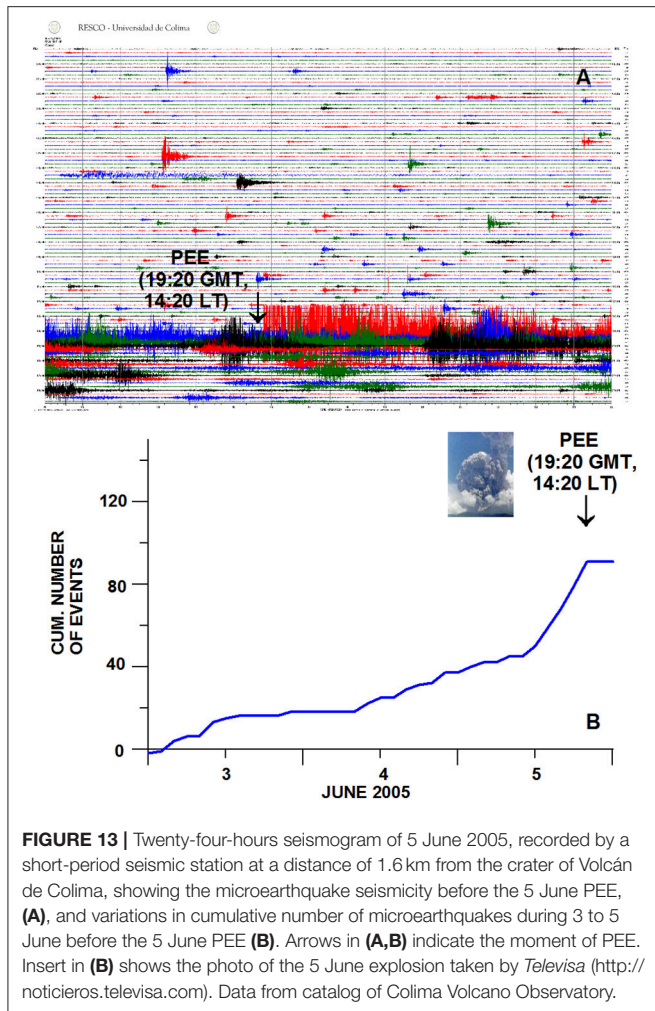 RESCO - Universidad de Colima
A
PEE
(19:20 GMT,
14:20 LT)
PEE
(19:20 GMT,
14:20 LT)
120
80
40
0
CUM. NUMBER
OF EVENTS
B
3 4 5
JUNE 2005
FIGURE 13 | Twenty-four-hours seismogram of 5 June 2005, recorded by a
short-period seismic station at a distance of 1.6 km from the crater of Volcán
de Colima, showing the microearthquake seismicity before the 5 June PEE,
(A), and variations in cumulative number of microearthquakes during 3 to 5
June before the 5 June PEE (B). Arrows in (A,B) indicate the moment of PEE.
Insert in (B) shows the photo of the 5 June explosion taken by Televisa (http://
noticieros.televisa.com). Data from catalog of Colima Volcano Observatory.